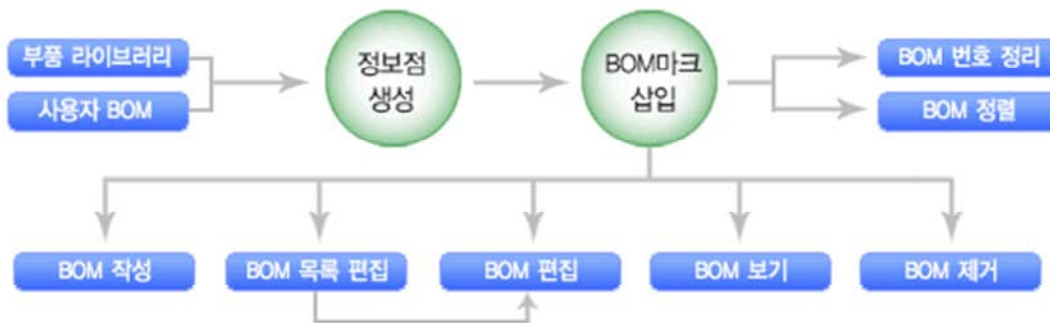 부품 라이브러리
사용자 BOM
정보점
생성
BOM마크
삽입
BOM 번호 정리
BOM 정렬
BOM 작성
BOM 목록 편집
BOM 편집
BOM 보기
BOM 제거